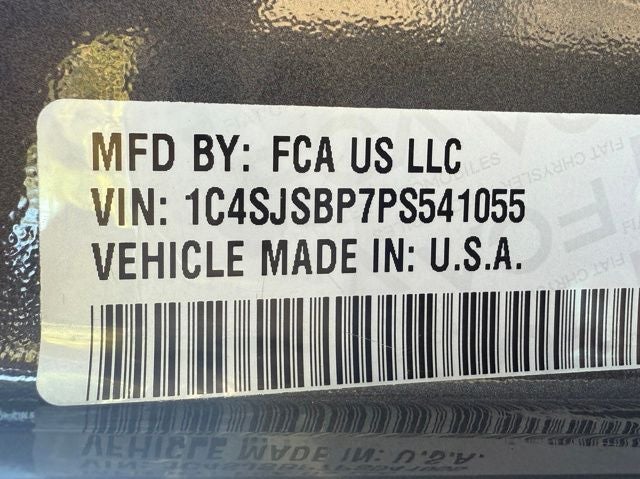 MFD BY: FCA US LLC
VIN: 1C4SJSBP7PS541055
VEHICLE MADE IN: U.S.A.